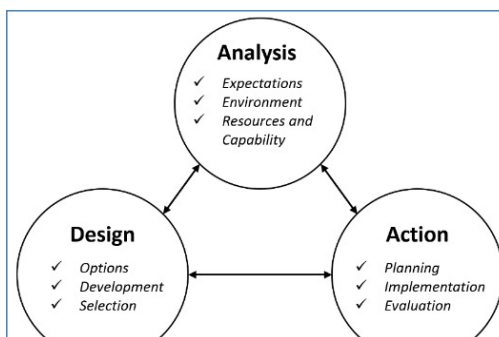 Analysis
✓ Expectations
✓ Environment
✓ Resources and
Capability
Design
✓ Options
✓ Development
✓ Selection
Action
✓ Planning
✓ Implementation
✓ Evaluation